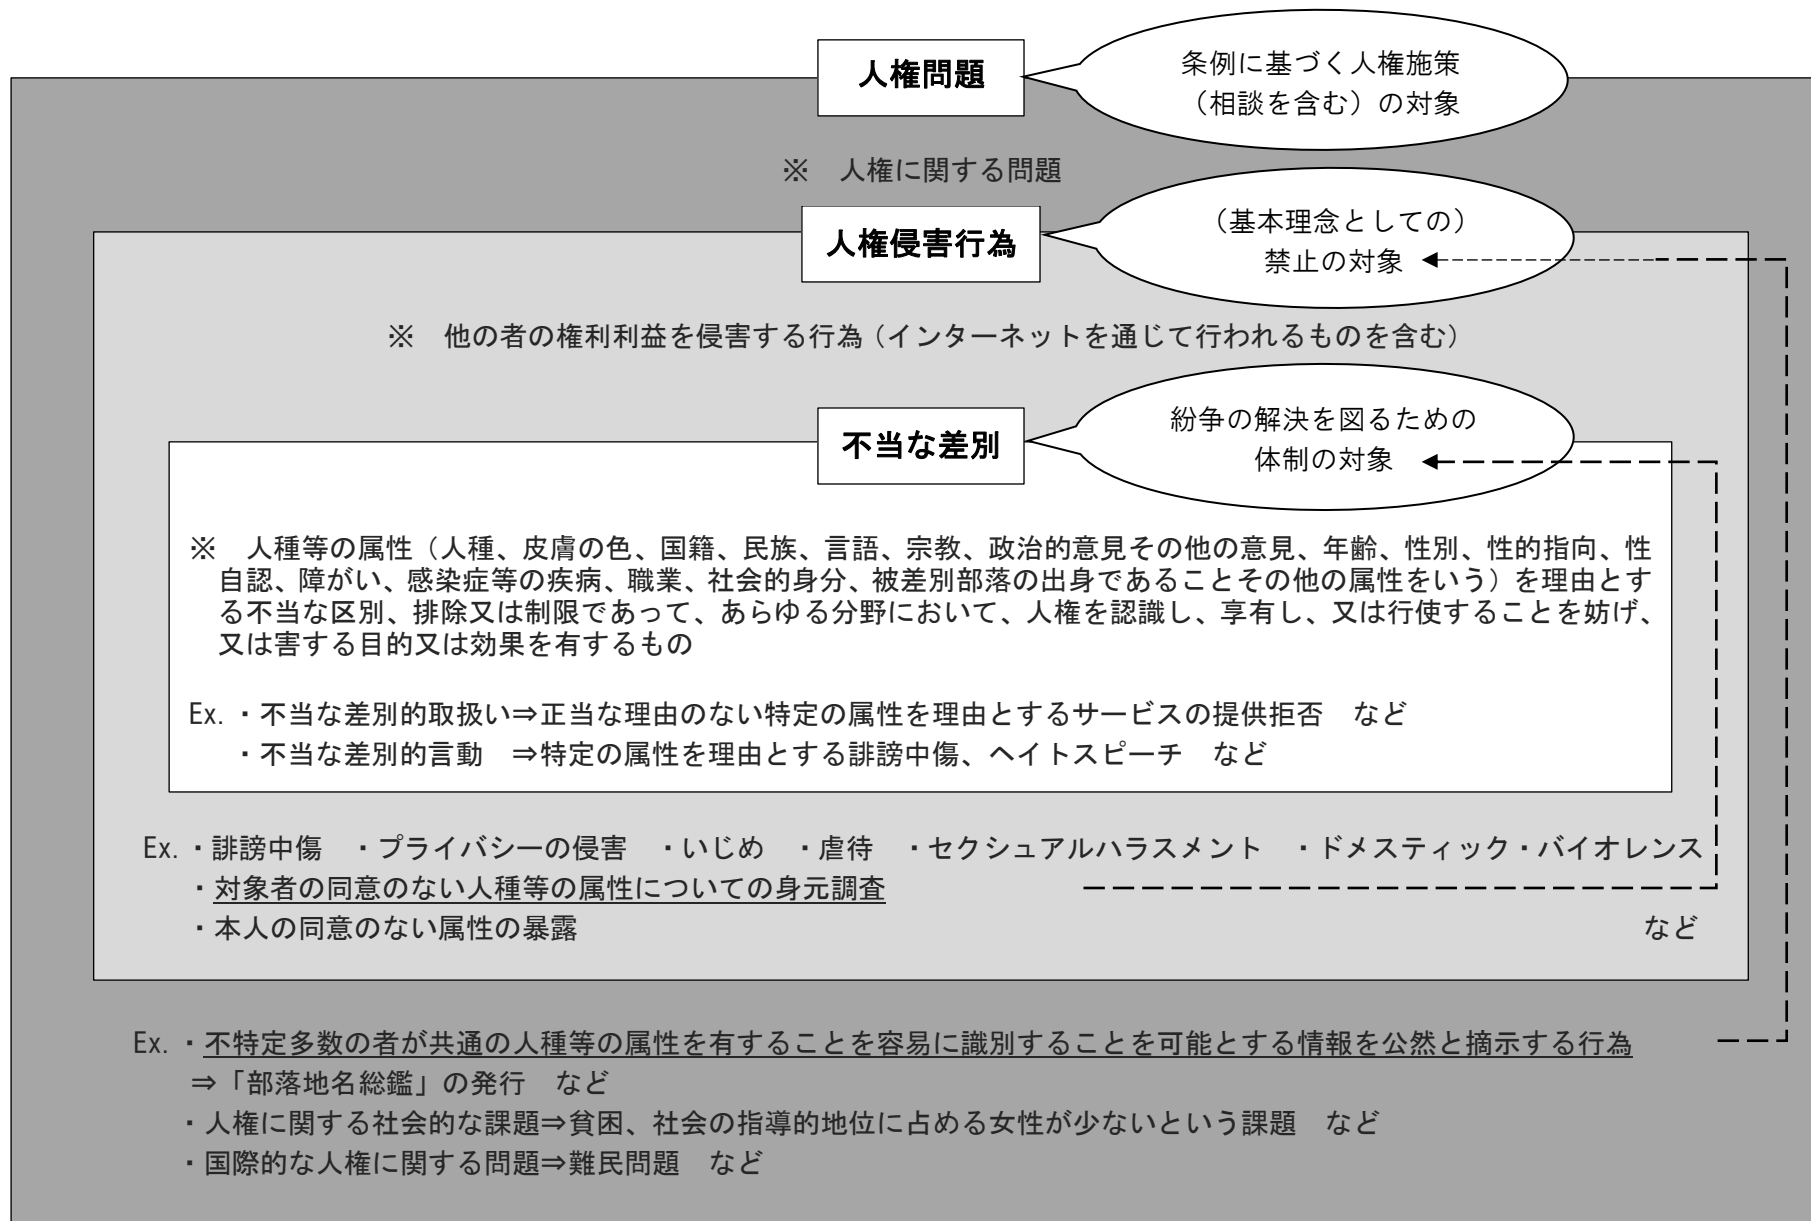 人権問題
条例に基づく人権施策
（相談を含む）の対象
※　人権に関する問題
人権侵害行為
（基本理念としての）
禁止の対象
※　他の者の権利利益を侵害する行為（インターネットを通じて行われるものを含む）
不当な差別
紛争の解決を図るための
体制の対象
※　人種等の属性（人種、皮膚の色、国籍、民族、言語、宗教、政治的意見その他の意見、年齢、性別、性的指向、性
自認、障がい、感染症等の疾病、職業、社会的身分、被差別部落の出身であることその他の属性をいう）を理由とす
る不当な区別、排除又は制限であって、あらゆる分野において、人権を認識し、享有し、又は行使することを妨げ、
又は害する目的又は効果を有するもの
Ex. ・不当な差別的取扱い⇒正当な理由のない特定の属性を理由とするサービスの提供拒否　など
・不当な差別的言動　⇒特定の属性を理由とする誹謗中傷、ヘイトスピーチ　など
Ex. ・誹謗中傷　・プライバシーの侵害　・いじめ　・虐待　・セクシュアルハラスメント　・ドメスティック・バイオレンス
・対象者の同意のない人種等の属性についての身元調査
・本人の同意のない属性の暴露　など
Ex. ・不特定多数の者が共通の人種等の属性を有することを容易に識別することを可能とする情報を公然と摘示する行為
⇒「部落地名総鑑」の発行　など
・人権に関する社会的な課題⇒貧困、社会の指導的地位に占める女性が少ないという課題　など
・国際的な人権に関する問題⇒難民問題　など